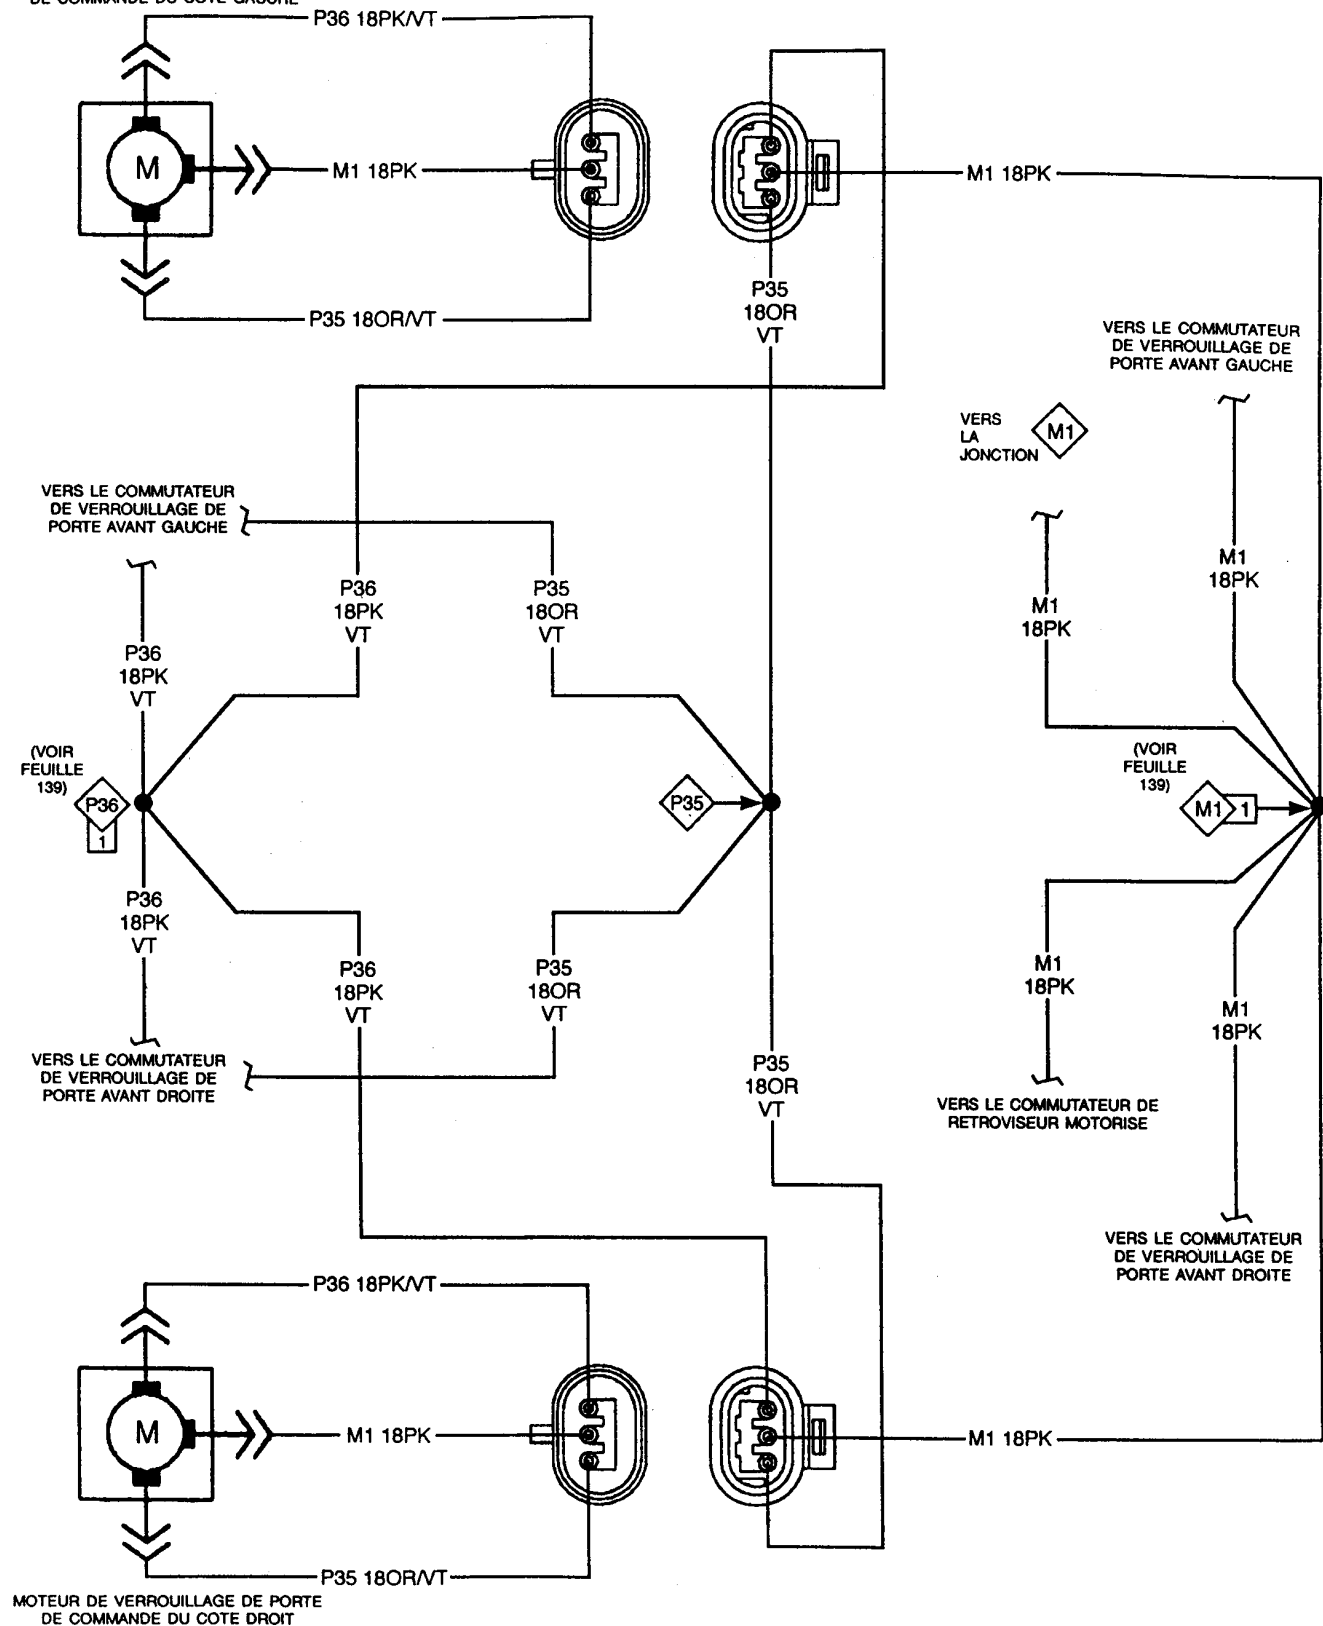 DE COMMANDE DU COTE GAUCHE
P36 18PK/VT
M
M1 18PK
M1 18PK
P35 18OR/VT
P35
18OR
VT
VERS LE COMMUTATEUR
DE VERROUILLAGE DE
PORTE AVANT GAUCHE
VERS
LA
JONCTION
M1
VERS LE COMMUTATEUR
DE VERROUILLAGE DE
PORTE AVANT GAUCHE
P36
18PK
VT
P35
18OR
VT
M1
18PK
M1
18PK
P36
18PK
VT
(VOIR
FEUILLE
139)
P36
1
P35
(VOIR
FEUILLE
139)
M1
1
P36
18PK
VT
P36
18PK
VT
P35
18OR
VT
M1
18PK
M1
18PK
VERS LE COMMUTATEUR
DE VERROUILLAGE DE
PORTE AVANT DROITE
P35
18OR
VT
VERS LE COMMUTATEUR DE
RETROVISEUR MOTORISE
VERS LE COMMUTATEUR
DE VERROUILLAGE DE
PORTE AVANT DROITE
P36 18PK/VT
M
M1 18PK
M1 18PK
P35 18OR/VT
MOTEUR DE VERROUILLAGE DE PORTE
DE COMMANDE DU COTE DROIT